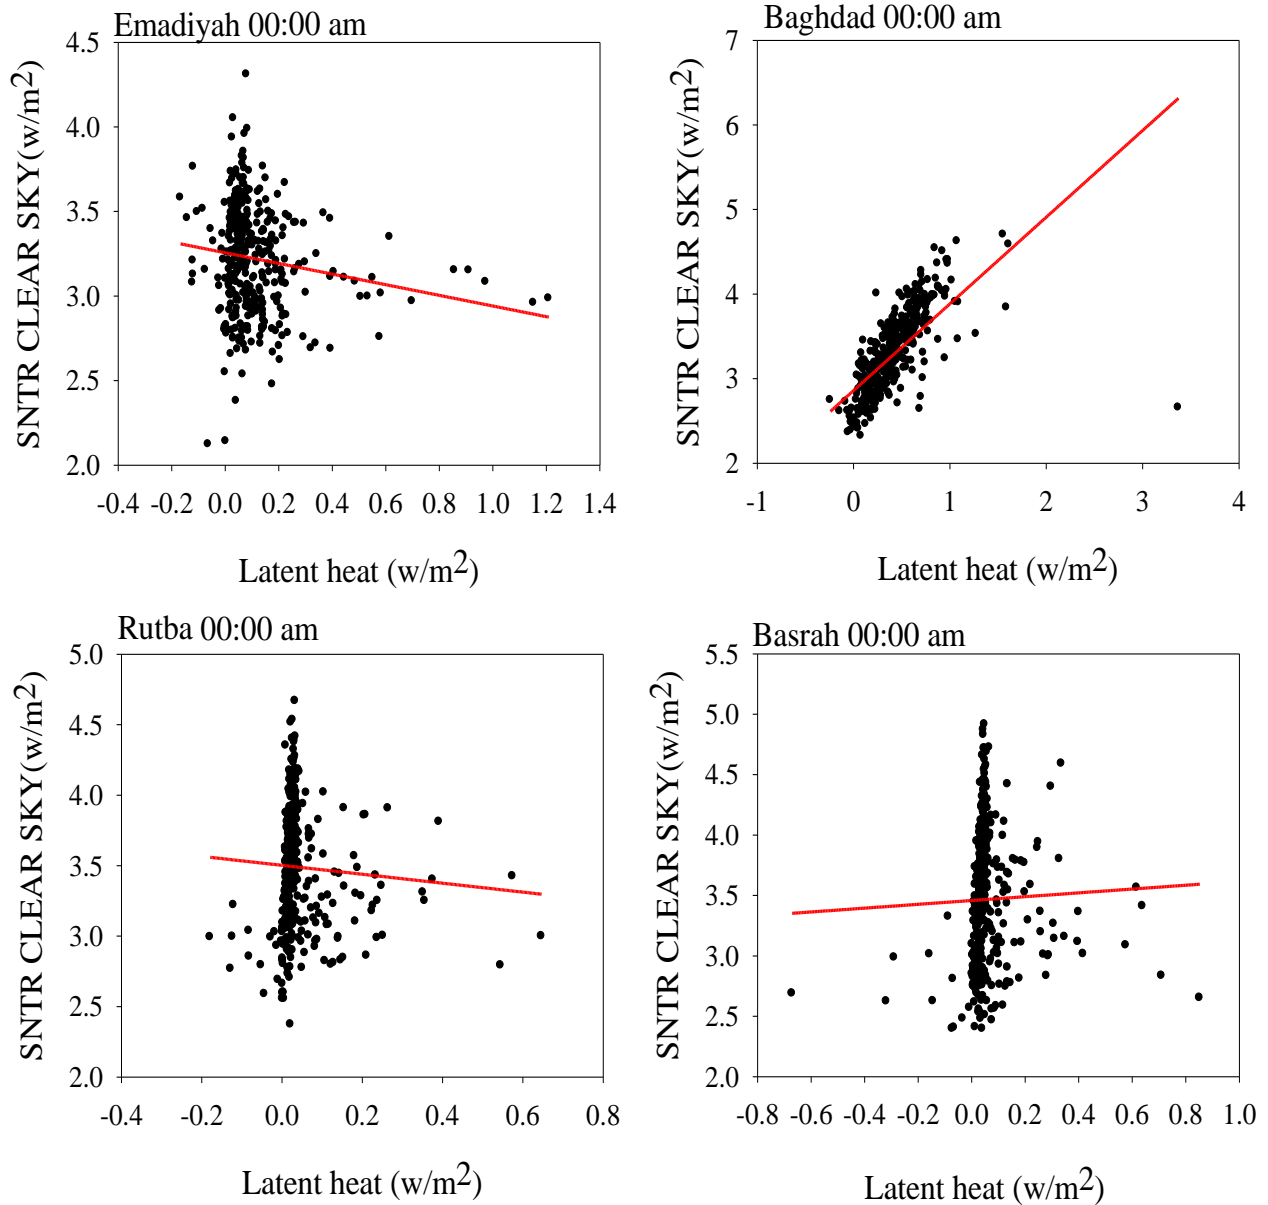 Emadiyah 00:00 am
SNTR CLEAR SKY(w/m2)
4.5
4.0
3.5
3.0
2.5
2.0
-0.4 -0.2 0.0 0.2 0.4 0.6 0.8 1.0 1.2 1.4
Latent heat (w/m2)
Baghdad 00:00 am
SNTR CLEAR SKY(w/m2)
7
6
5
4
3
2
-1 0 1 2 3 4
Latent heat (w/m2)
Rutba 00:00 am
SNTR CLEAR SKY(w/m2)
5.0
4.5
4.0
3.5
3.0
2.5
2.0
-0.4 -0.2 0.0 0.2 0.4 0.6 0.8
Latent heat (w/m2)
Basrah 00:00 am
SNTR CLEAR SKY(w/m2)
5.5
5.0
4.5
4.0
3.5
3.0
2.5
2.0
-0.8 -0.6 -0.4 -0.2 0.0 0.2 0.4 0.6 0.8 1.0
Latent heat (w/m2)